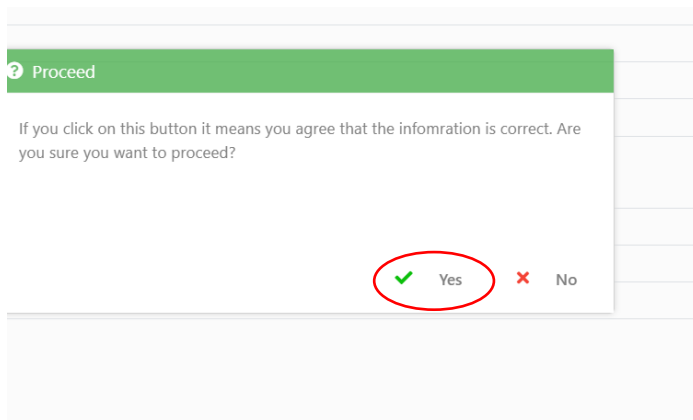 Proceed
If you click on this button it means you agree that the infomration is correct. Are
you sure you want to proceed?
Yes No